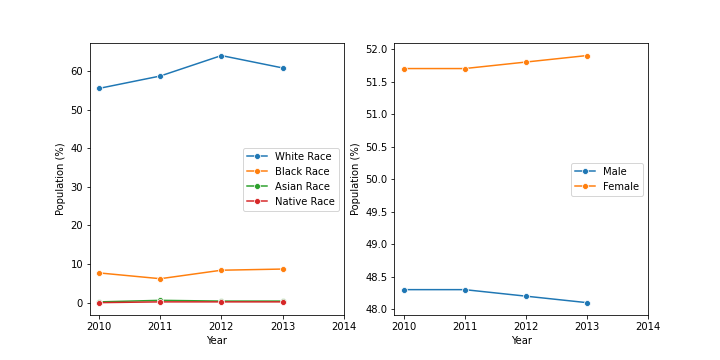 60
50
40
30
20
10
0
Population (%)
White Race
Black Race
Asian Race
Native Race
2010 2011 2012 2013 2014
Year
52.0
51.5
51.0
50.5
50.0
49.5
49.0
48.5
48.0
Population (%)
Male
Female
2010 2011 2012 2013 2014
Year